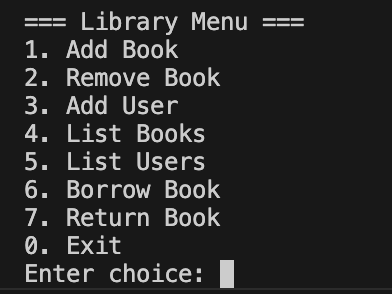 === Library Menu ===
1. Add Book
2. Remove Book
3. Add User
4. List Books
5. List Users
6. Borrow Book
7. Return Book
0. Exit
Enter choice: